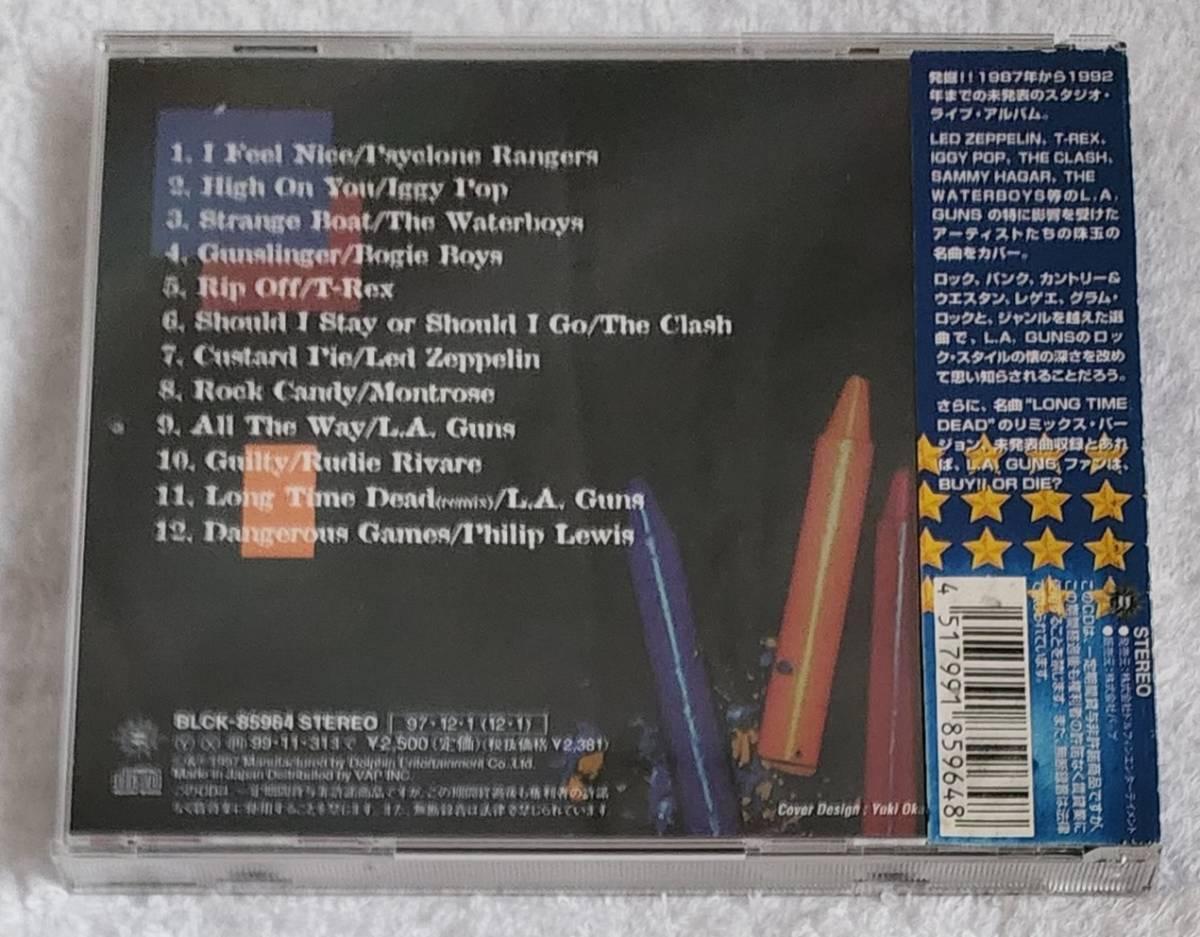 1. I Feel Nice/Psyclone Rangers
2. High On You/Iggy Pop
3. Strange Boat/The Waterboys
4. Gunslinger/Bogie Boys
5. Rip Off/T-Rex
6. Should I Stay or Should I Go/The Clash
7. Custard Pie/Led Zeppelin
8. Rock Candy/Montrose
9. All The Way/L.A. Guns
10. Guilty/Rudie Rivare
11. Long Time Dead(remix)/L.A. Guns
12. Dangerous Games/Philip Lewis
BLCK-85964 STEREO 97・12・1 (12・1)
99・11・31まで ¥2,500 (定価) (税抜価格 ¥2,381)
1997 Manufactured by Dolphin Entertainment Co.,Ltd.
Made in Japan Distributed by VAP INC.
Cover Design : Yuki
発掘!!1987年から1992
年までの未発表のスタジオ・
ライブ・アルバム。
LED ZEPPELIN、T-REX、
IGGY POP、THE CLASH、
SAMMY HAGAR、THE
WATERBOYS等のL.A.
GUNS の特に影響を受けた
アーティストたちの珠玉の
名曲をカバー。
ロック、パンク、カントリー&
ウエスタン、レゲエ、グラム・
ロックと、ジャンルを越えた選
曲で、L.A. GUNSのロッ
ク・スタイルの懐の深さを改め
て思い知らされることだろう。
さらに、名曲"LONG TIME
DEAD"のリミックス・バー
ジョン、未発表曲収録とあれ
ば、L.A. GUNS ファンは、
BUY!! OR DIE?
STEREO
4 517991 859648